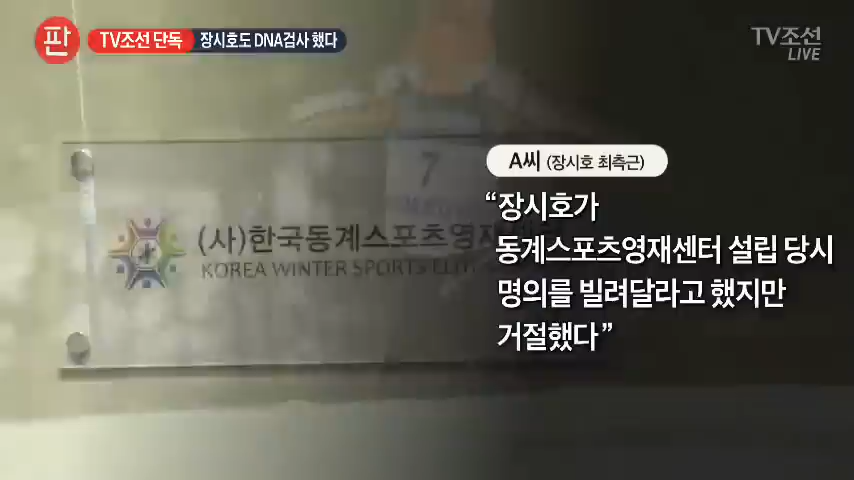 판 TV조선 단독 장시호도 DNA검사 했다
TV조선
LIVE
A씨 (장시호 최측근)
“장시호가
동계스포츠영재센터 설립 당시
명의를 빌려달라고 했지만
거절했다”
7
(사)한국동계스포츠영재
KOREA WINTER SPORTS